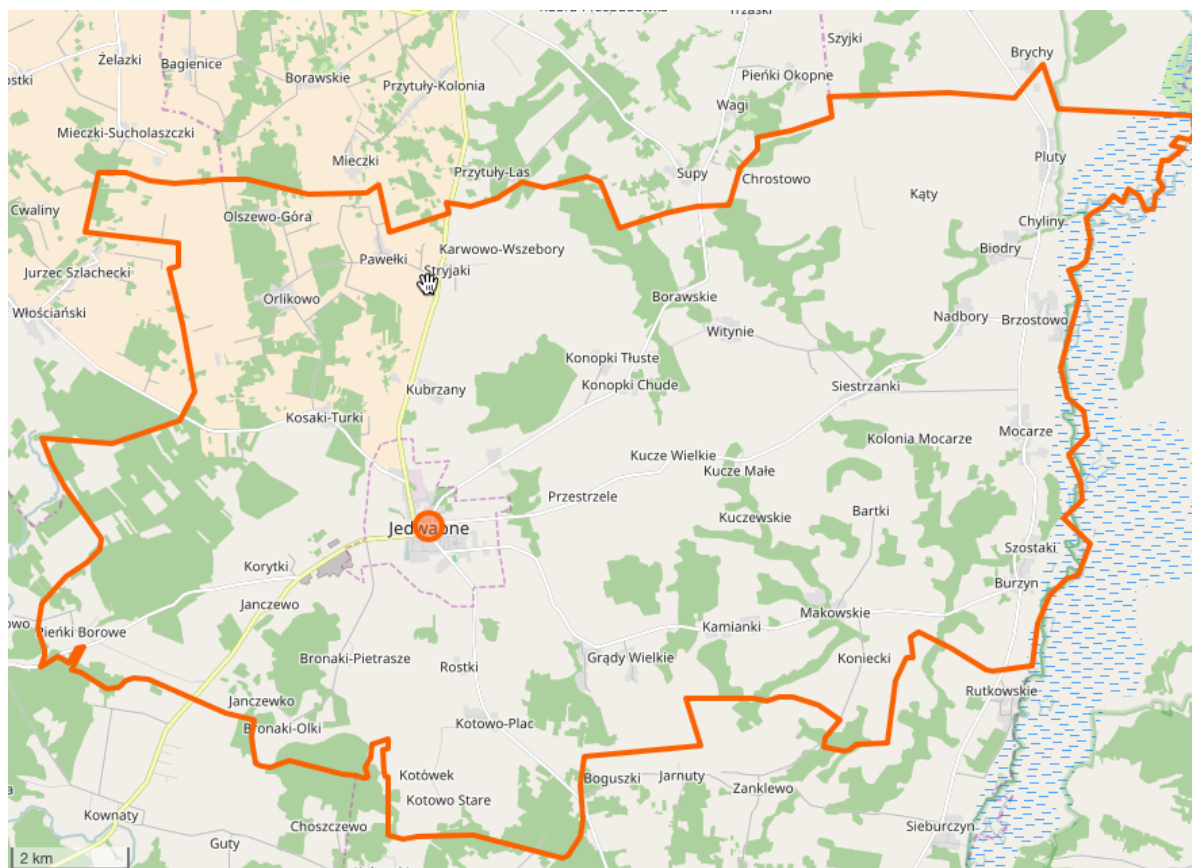 Trzaski
Szyjki
Brychy
Żelazki
Bagienice
Borawskie
Przytuły-Kolonia
Pieńki Okopne
Wagi
Mieczki-Sucholaszczki
Mieczki
Przytuły-Las
Supy
Chrostowo
Pluty
Kąty
Cwaliny
Olszewo-Góra
Chyliny
Biodry
Karwowo-Wszebory
Pawełki
Stryjaki
Jurzec Szlachecki
Orlikowo
Borawskie
Włościański
Witynie
Nadbory
Brzostowo
Konopki Tłuste
Konopki Chude
Siestrzanki
Kubrzany
Kosaki-Turki
Kolonia Mocarze
Mocarze
Kucze Wielkie
Kucze Małe
Przestrzele
Kuczewskie
Bartki
Jedwabne
Szostaki
Korytki
Burzyn
Janczewo
Makowskie
Pieńki Borowe
Kamianki
Bronaki-Pietrasze
Rostki
Grądy Wielkie
Koniecki
Rutkowskie
Janczewko
Bronaki-Olki
Kotowo-Plac
Kotówek
Boguszki
Jarnuty
Zanklewo
Kotowo Stare
Kownaty
Choszczewo
Sieburczyn
Guty
2 km